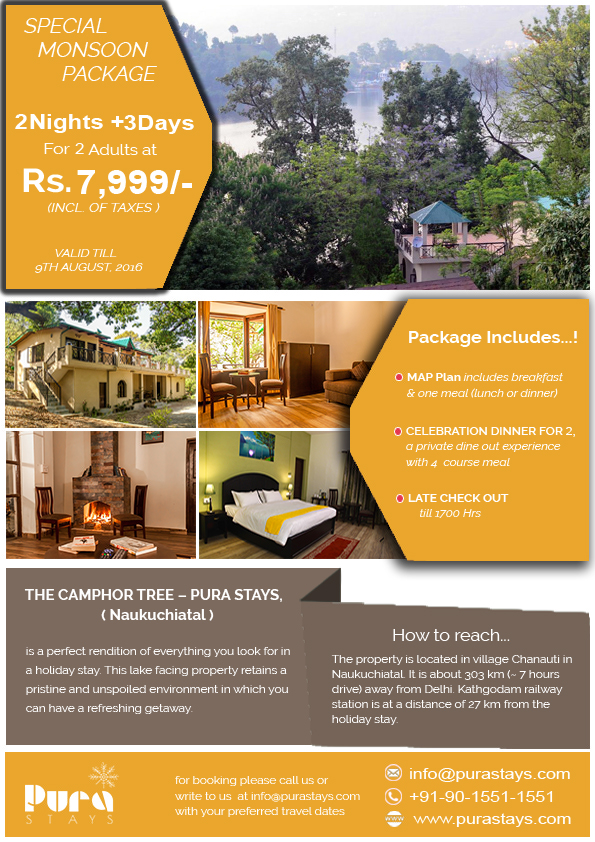 SPECIAL
MONSOON
PACKAGE
2Nights +3Days
For 2 Adults at
Rs. 7,999/-
(INCL. OF TAXES )
VALID TILL
9TH AUGUST, 2016
Package Includes...!
MAP Plan includes breakfast
& one meal (lunch or dinner)
CELEBRATION DINNER FOR 2,
a private dine out experience
with 4 course meal
LATE CHECK OUT
till 1700 Hrs
THE CAMPHOR TREE – PURA STAYS,
( Naukuchiatal )
is a perfect rendition of everything you look for in
a holiday stay. This lake facing property retains a
pristine and unspoiled environment in which you
can have a refreshing getaway.
How to reach...
The property is located in village Chanauti in
Naukuchiatal. It is about 303 km (~ 7 hours
drive) away from Delhi. Kathgodam railway
station is at a distance of 27 km from the
holiday stay.
Pura
STAYS
for booking please call us or
write to us at info@purastays.com
with your preferred travel dates
info@purastays.com
+91-90-1551-1551
www www.purastays.com